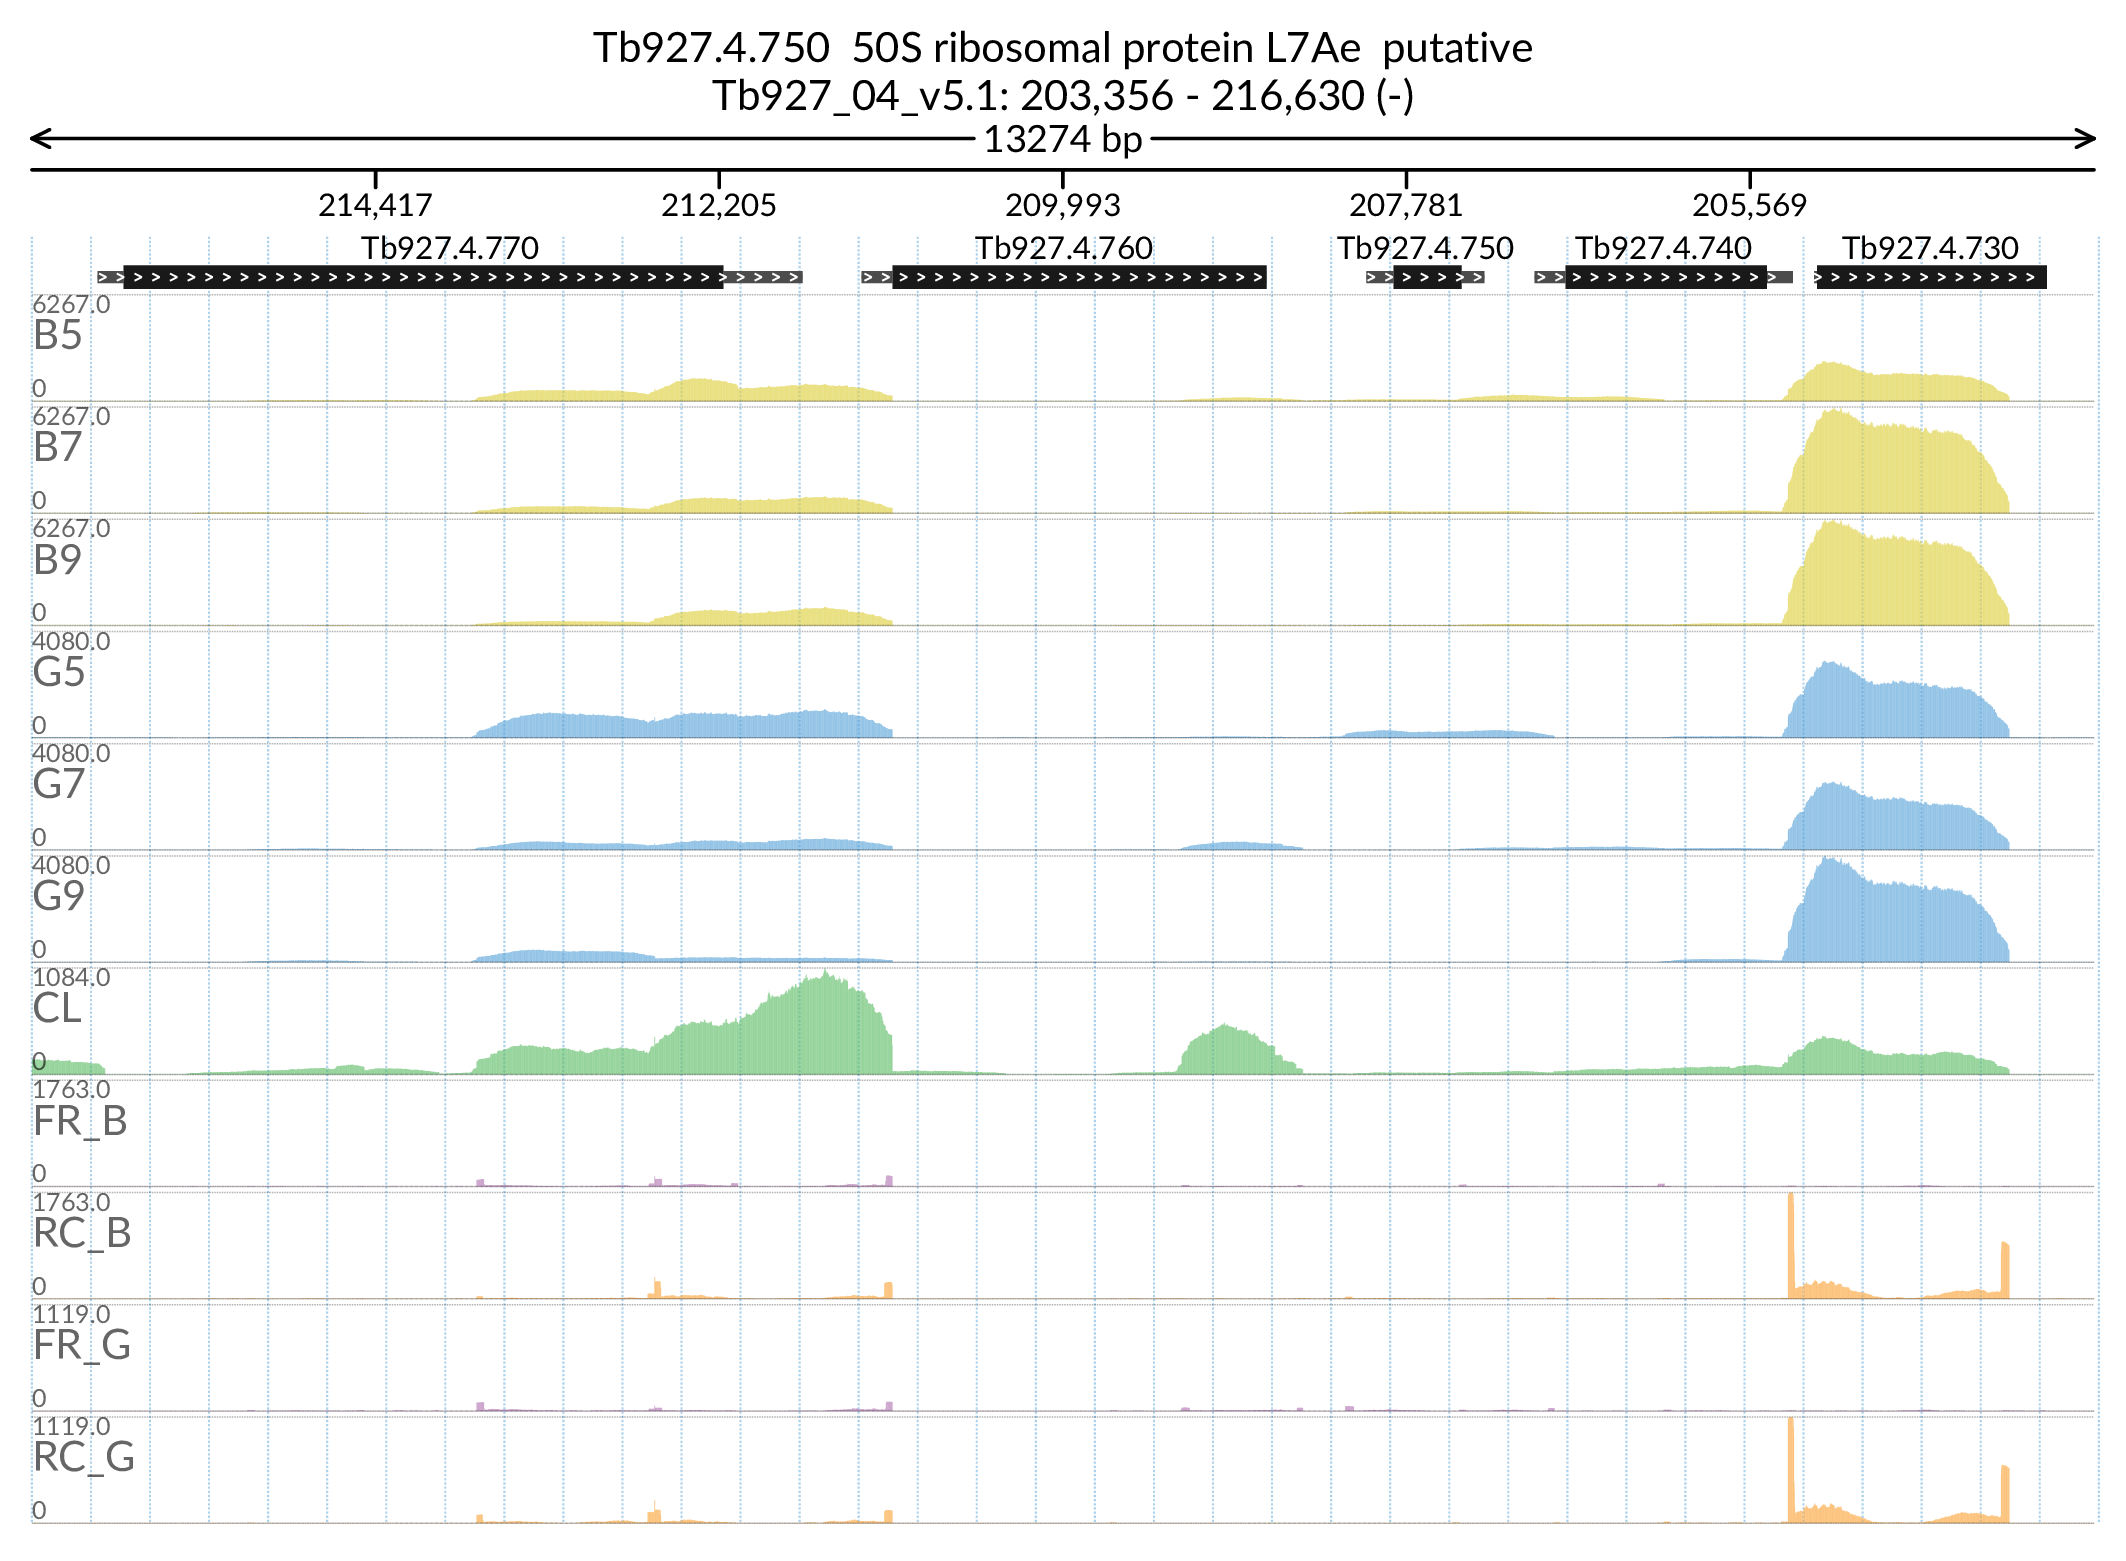 Tb927.4.750 50S ribosomal protein L7Ae putative
Tb927_04_v5.1: 203,356 - 216,630 (-)
13274 bp
214,417 212,205 209,993 207,781 205,569
Tb927.4.770 Tb927.4.760 Tb927.4.750 Tb927.4.740 Tb927.4.730
6267.0
B5
0
6267.0
B7
0
6267.0
B9
0
4080.0
G5
0
4080.0
G7
0
4080.0
G9
0
1084.0
CL
0
1763.0
FR_B
0
1763.0
RC_B
0
1119.0
FR_G
0
1119.0
RC_G
0